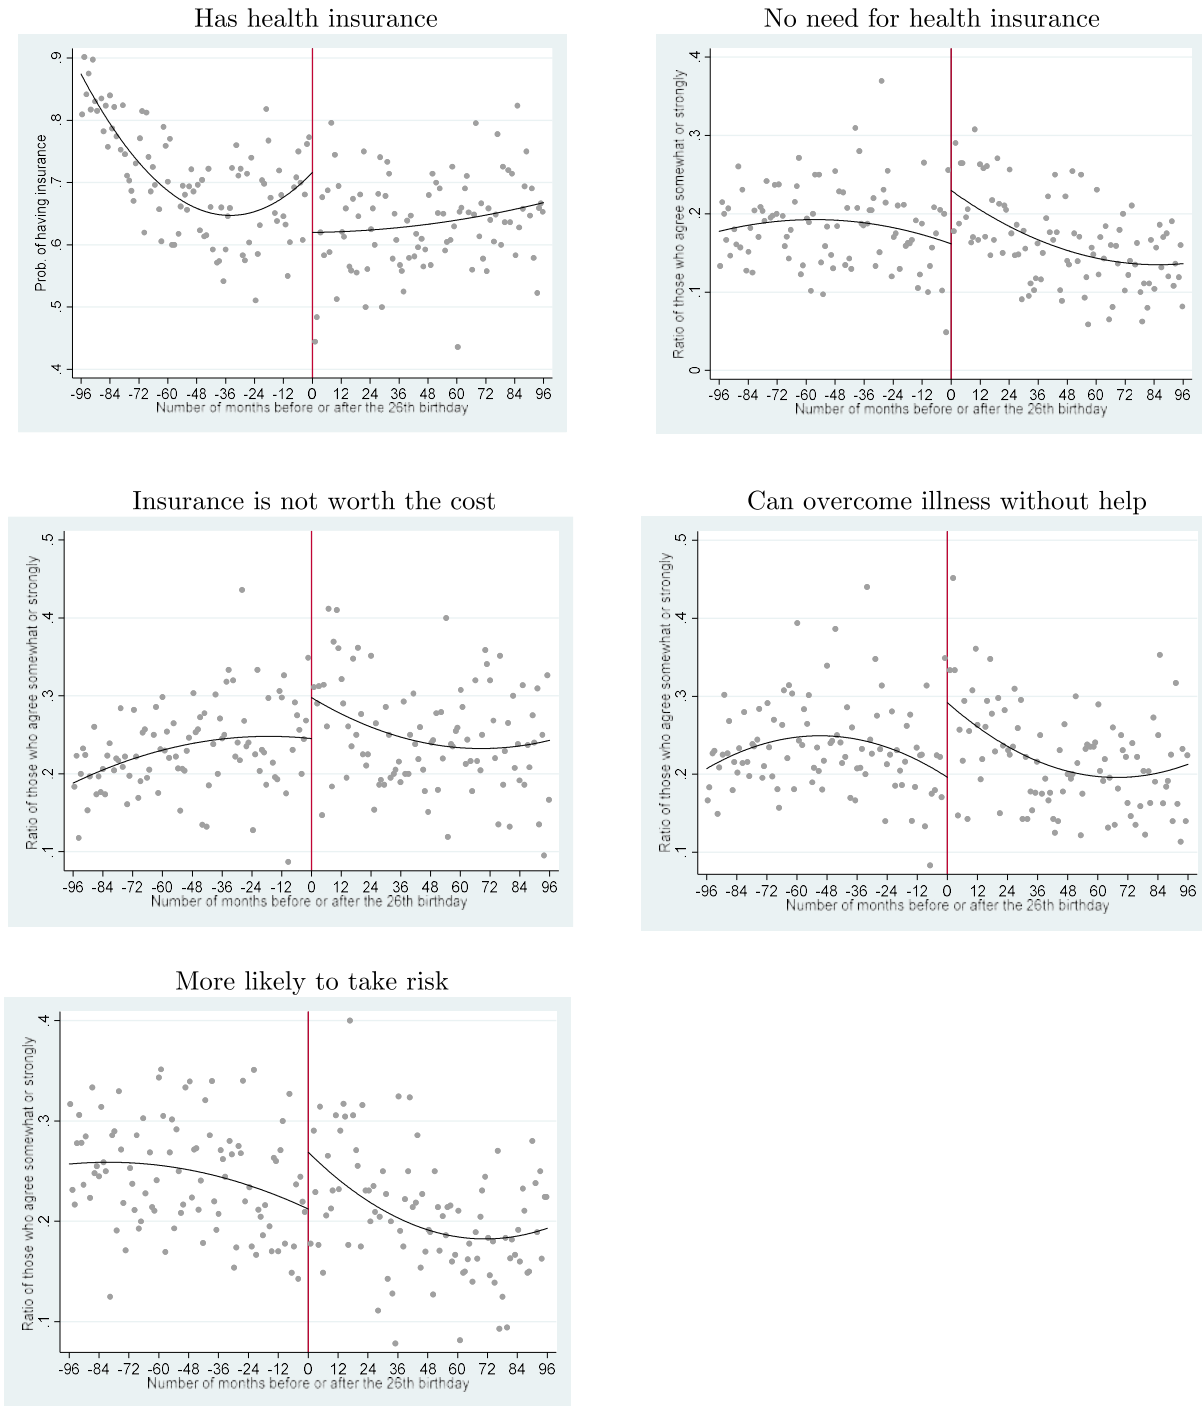 Has health insurance
No need for health insurance
Prob. of having insurance
.4 .5 .6 .7 .8 .9
-96 -84 -72 -60 -48 -36 -24 -12 0 12 24 36 48 60 72 84 96
Number of months before or after the 26th birthday
Ratio of those who agree somewhat or strongly
0 .1 .2 .3 .4
-96 -84 -72 -60 -48 -36 -24 -12 0 12 24 36 48 60 72 84 96
Number of months before or after the 26th birthday
Insurance is not worth the cost
Can overcome illness without help
Ratio of those who agree somewhat or strongly
.1 .2 .3 .4 .5
-96 -84 -72 -60 -48 -36 -24 -12 0 12 24 36 48 60 72 84 96
Number of months before or after the 26th birthday
Ratio of those who agree somewhat or strongly
.1 .2 .3 .4 .5
-96 -84 -72 -60 -48 -36 -24 -12 0 12 24 36 48 60 72 84 96
Number of months before or after the 26th birthday
More likely to take risk
Ratio of those who agree somewhat or strongly
.1 .2 .3 .4
-96 -84 -72 -60 -48 -36 -24 -12 0 12 24 36 48 60 72 84 96
Number of months before or after the 26th birthday